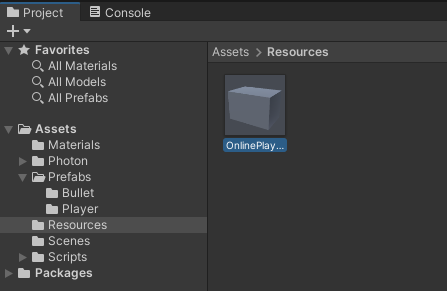 Project
Console
Favorites
All Materials
All Models
All Prefabs
Assets
Materials
Photon
Prefabs
Bullet
Player
Resources
Scenes
Scripts
Packages
Assets > Resources
OnlinePlay...